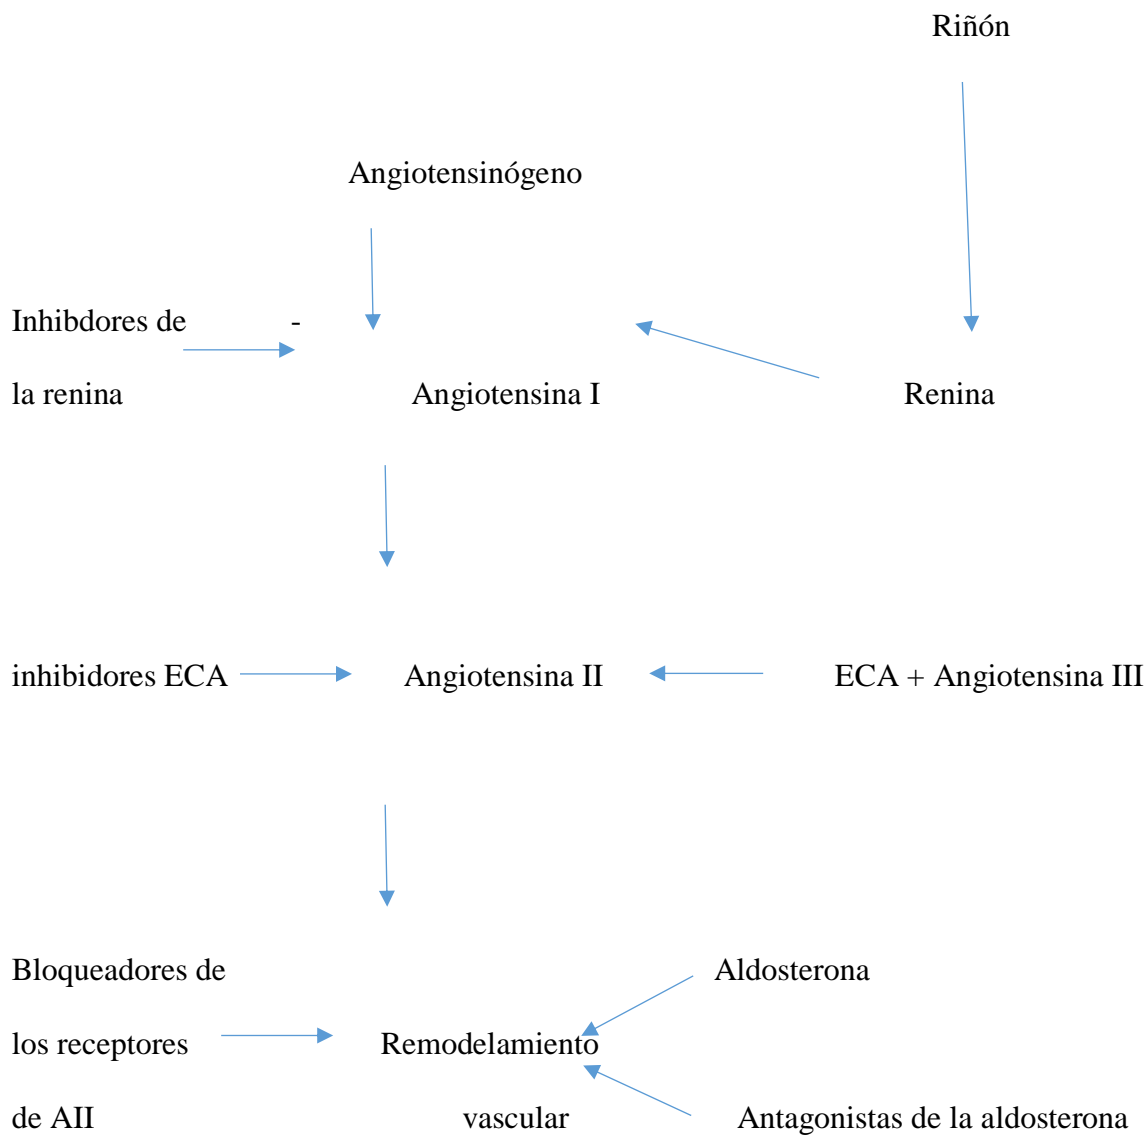 Riñón
Angiotensinógeno
Inhibdores de -
la renina Angiotensina I Renina
inhibidores ECA Angiotensina II ECA + Angiotensina III
Bloqueadores de Aldosterona
los receptores Remodelamiento
de AII vascular Antagonistas de la aldosterona